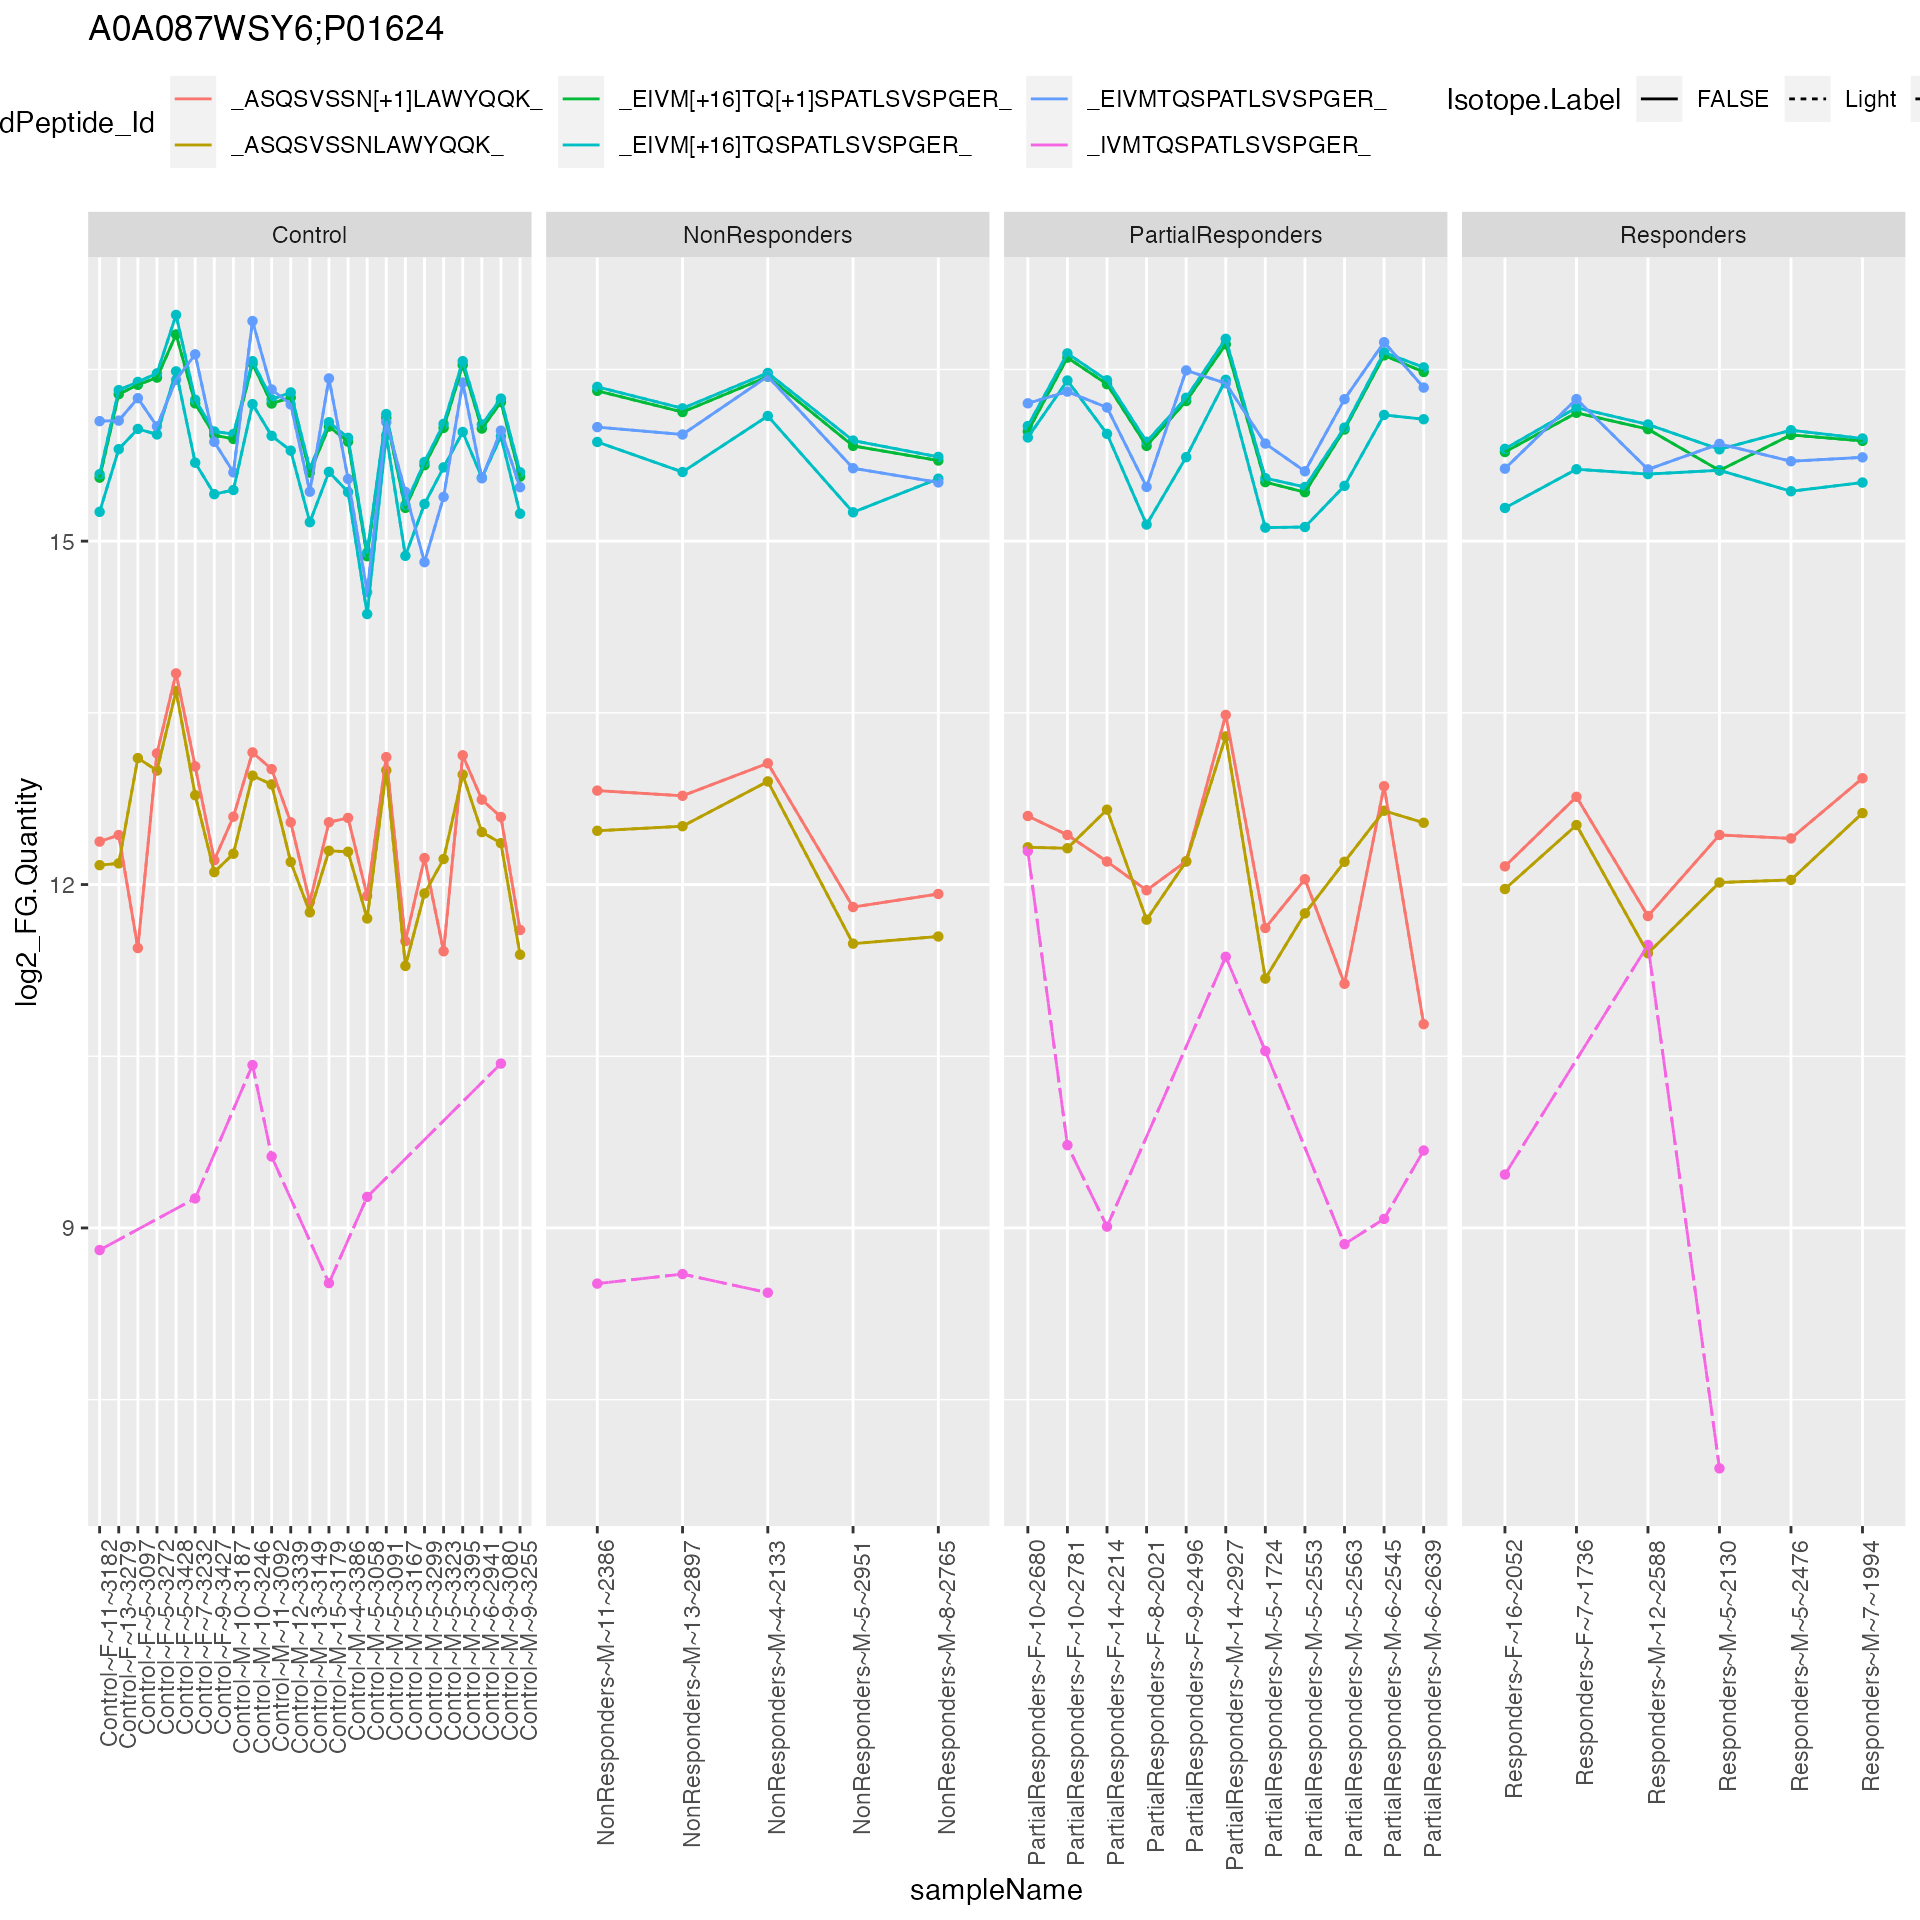 A0A087WSY6;P01624
dPeptide_Id
_ASQSVSSN[+1]LAWYQQK_
_EIVM[+16]TQ[+1]SPATLSVSPGER_
_EIVMTQSPATLSVSPGER_
_ASQSVSSNLAWYQQK_
_EIVM[+16]TQSPATLSVSPGER_
_IVMTQSPATLSVSPGER_
Isotope.Label
FALSE
Light
Control
NonResponders
PartialResponders
Responders
log2_FG.Quantity
15
12
9
Control~F~11~3182
Control~F~13~3279
Control~F~5~3097
Control~F~5~3272
Control~F~5~3428
Control~F~7~3232
Control~F~9~3427
Control~M~10~3187
Control~M~10~3246
Control~M~11~3092
Control~M~12~3339
Control~M~13~3149
Control~M~15~3179
Control~M~4~3386
Control~M~5~3058
Control~M~5~3091
Control~M~5~3167
Control~M~5~3299
Control~M~5~3323
Control~M~5~3395
Control~M~6~2941
Control~M~9~3080
Control~M~9~3255
NonResponders~M~11~2386
NonResponders~M~13~2897
NonResponders~M~4~2133
NonResponders~M~5~2951
NonResponders~M~8~2765
PartialResponders~F~10~2680
PartialResponders~F~10~2781
PartialResponders~F~14~2214
PartialResponders~F~8~2021
PartialResponders~F~9~2496
PartialResponders~M~14~2927
PartialResponders~M~5~1724
PartialResponders~M~5~2553
PartialResponders~M~5~2563
PartialResponders~M~6~2545
PartialResponders~M~6~2639
Responders~F~16~2052
Responders~F~7~1736
Responders~M~12~2588
Responders~M~5~2130
Responders~M~5~2476
Responders~M~7~1994
sampleName